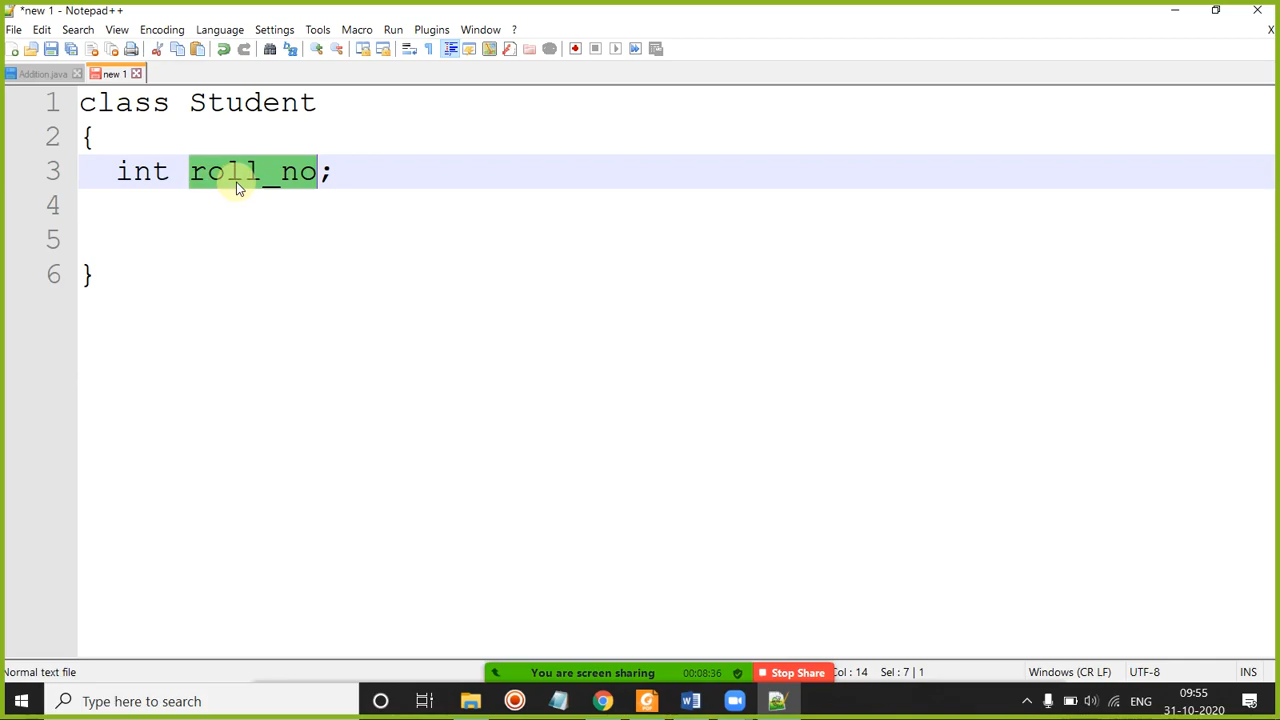 *new 1 - Notepad++
File Edit Search View Encoding Language Settings Tools Macro Run Plugins Window ? X
Addition.java new 1
1 class Student
2 {
3 int roll_no;
4
5
6 }
Normal text file Col : 14 Sel : 7 | 1 Windows (CR LF) UTF-8 INS
You are screen sharing 00:08:36 Stop Share
Type here to search ENG 09:55
31-10-2020